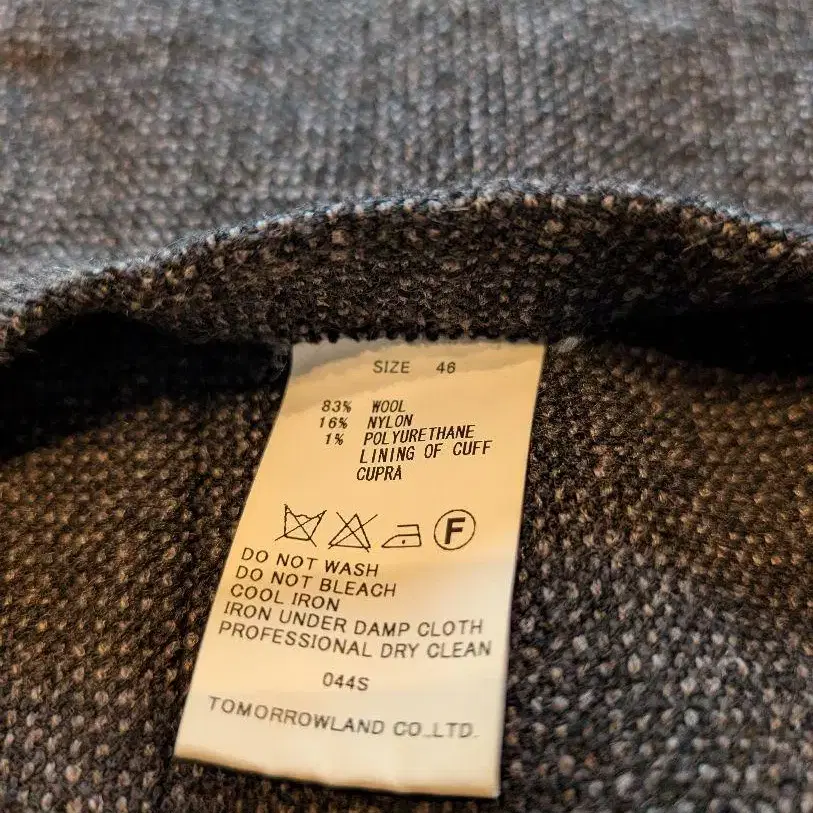 SIZE 46
83% WOOL
16% NYLON
1% POLYURETHANE
LINING OF CUFF
CUPRA
F
DO NOT WASH
DO NOT BLEACH
COOL IRON
IRON UNDER DAMP CLOTH
PROFESSIONAL DRY CLEAN
044S
TOMORROWLAND CO.,LTD.